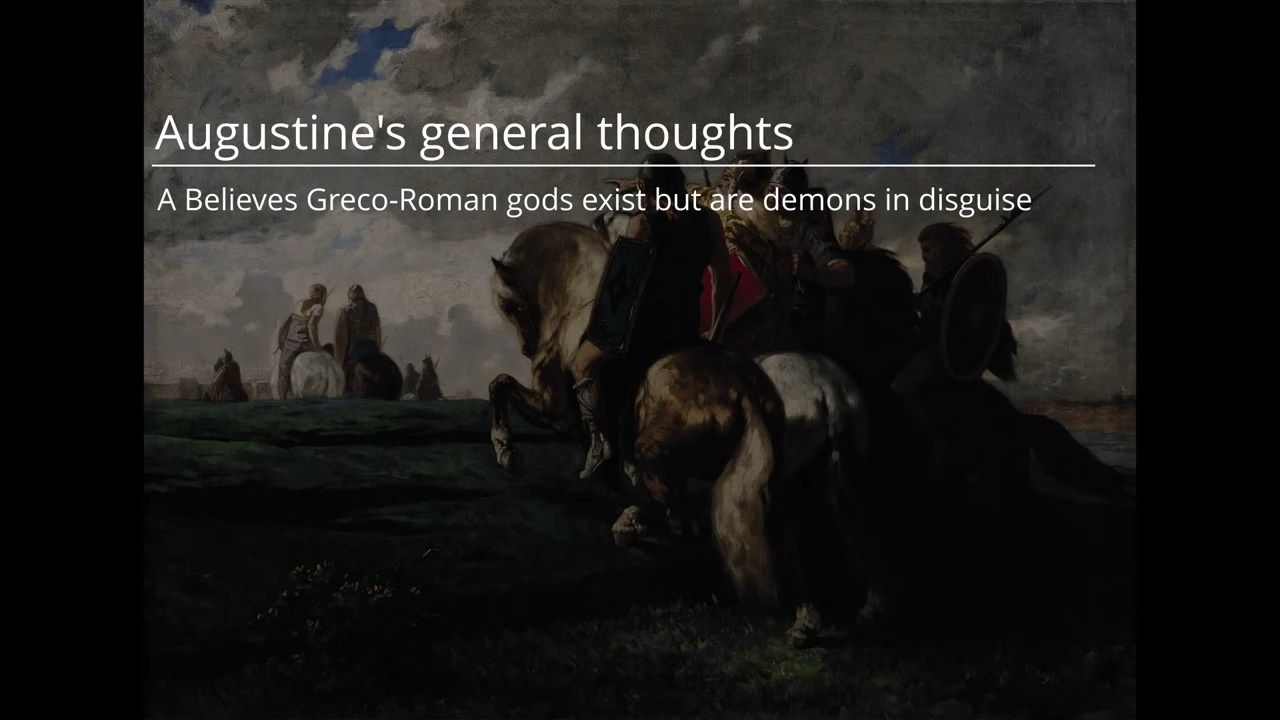 Augustine's general thoughts
A Believes Greco-Roman gods exist but are demons in disguise